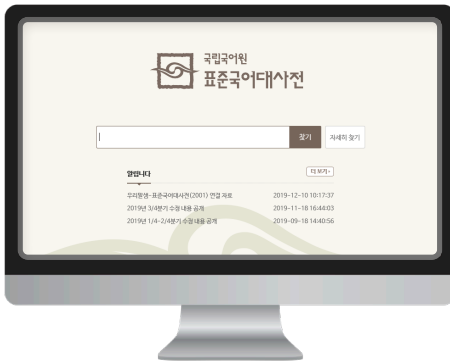 국립국어원
표준국어대사전
찾기 자세히 찾기
알립니다 더 보기+
우리말샘-표준국어대사전(2001) 연결 자료 2019-12-10 10:17:37
2019년 3/4분기 수정 내용 공개 2019-11-18 16:44:03
2019년 1/4~2/4분기 수정 내용 공개 2019-09-18 14:40:56